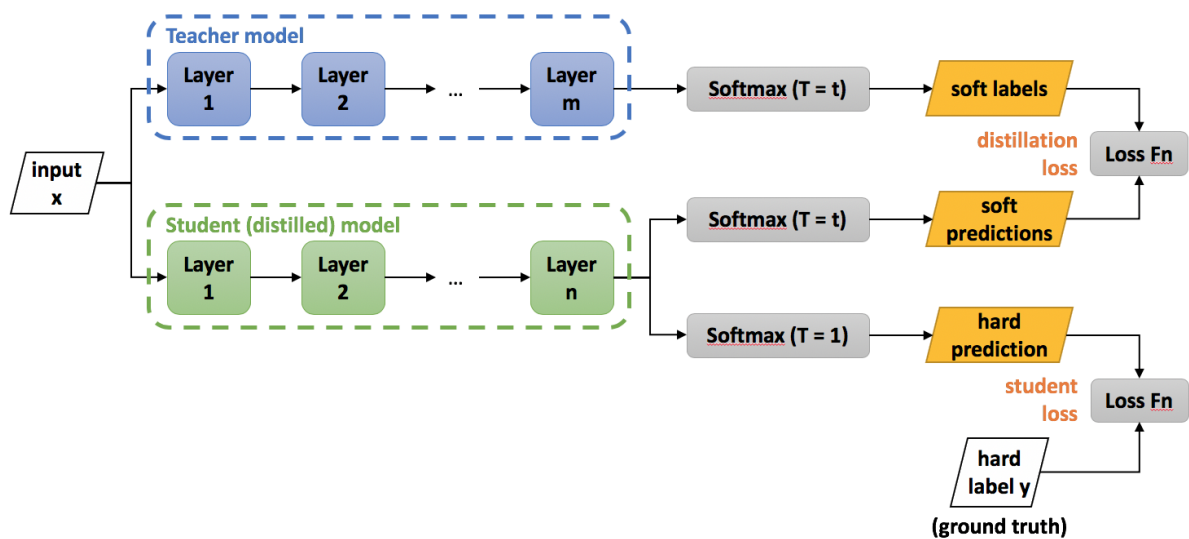 Teacher model
Layer
1
Layer
2
...
Layer
m
Softmax (T = t)
soft labels
distillation
loss
Loss Fn
input
x
Student (distilled) model
Layer
1
Layer
2
...
Layer
n
Softmax (T = t)
soft
predictions
Softmax (T = 1)
hard
prediction
student
loss
Loss Fn
hard
label y
(ground truth)